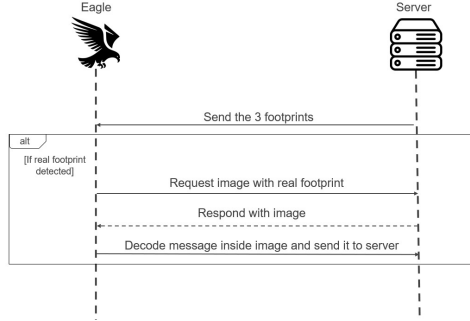 Eagle
Server
Send the 3 footprints
alt
[If real footprint
detected]
Request image with real footprint
Respond with image
Decode message inside image and send it to server